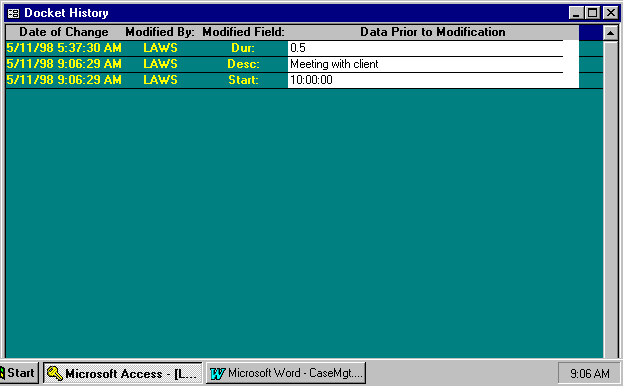 Docket History
Date of Change Modified By: Modified Field: Data Prior to Modification
5/11/98 5:37:30 AM LAWS Dur: 0.5
5/11/98 9:06:29 AM LAWS Desc: Meeting with client
5/11/98 9:06:29 AM LAWS Start: 10:00:00
Start Microsoft Access - [L... Microsoft Word - CaseMgt.... 9:06 AM